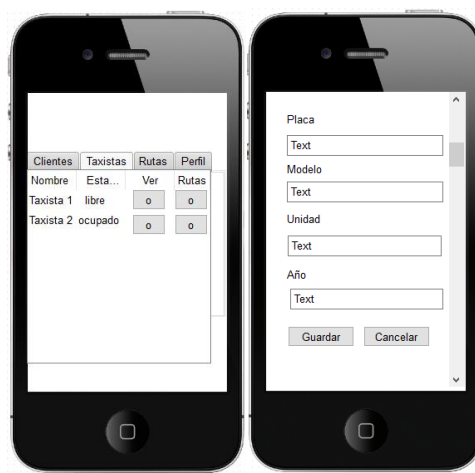 Clientes Taxistas Rutas Perfil
Nombre Esta... Ver Rutas
Taxista 1 libre o o
Taxista 2 ocupado o o
Placa
Text
Modelo
Text
Unidad
Text
Año
Text
Guardar Cancelar